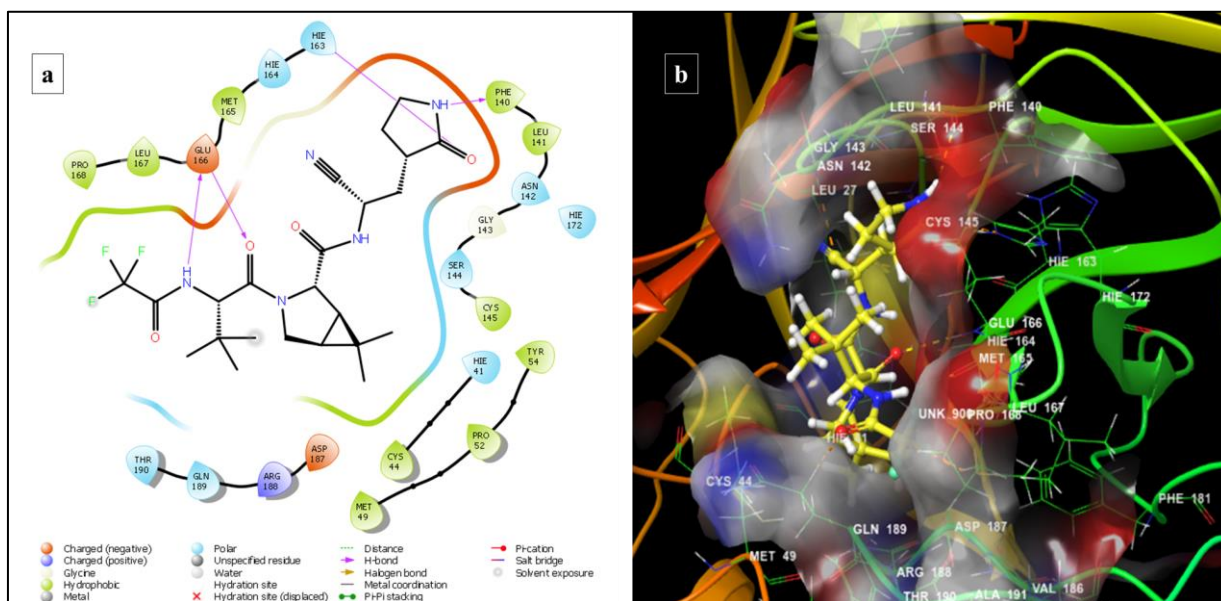 a
HIE
163
HIE
164
MET
165
GLU
166
LEU
167
PRO
168
NH
PHE
140
LEU
141
ASN
142
HIE
172
GLY
143
SER
144
CYS
145
N
O
NH
O
O
F
F
F
H
N
N
O
TYR
54
HIE
41
PRO
52
CYS
44
MET
49
ASP
187
ARG
188
GLN
189
THR
190
Charged (negative)
Charged (positive)
Glycine
Hydrophobic
Metal
Polar
Unspecified residue
Water
Hydration site
Hydration site (displaced)
Distance
H-bond
Halogen bond
Metal coordination
Pi-Pi stacking
Pi-cation
Salt bridge
Solvent exposure
b
LEU 141
PHE 140
SER 144
GLY 143
ASN 142
LEU 27
CYS 145
HIE 163
HIE 172
GLU 166
HIE 164
MET 165
LEU 167
UNK 900
PRO 168
CYS 44
PHE 181
GLN 189
ASP 187
MET 49
ARG 188
VAL 186
THR 190
ALA 191